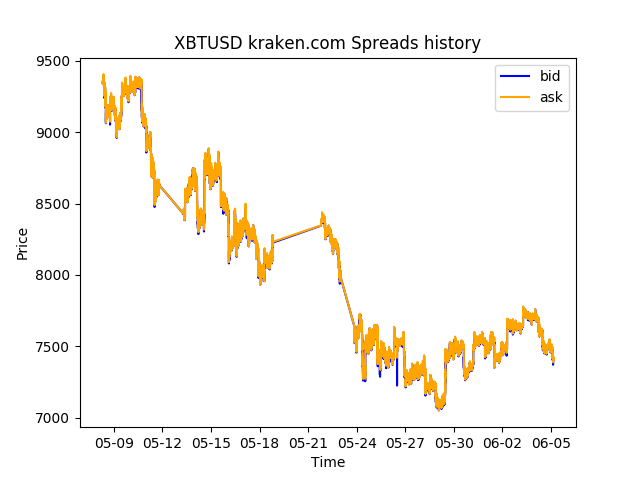 XBTUSD kraken.com Spreads history
bid
ask
9500
9000
8500
8000
7500
7000
Price
05-09 05-12 05-15 05-18 05-21 05-24 05-27 05-30 06-02 06-05
Time